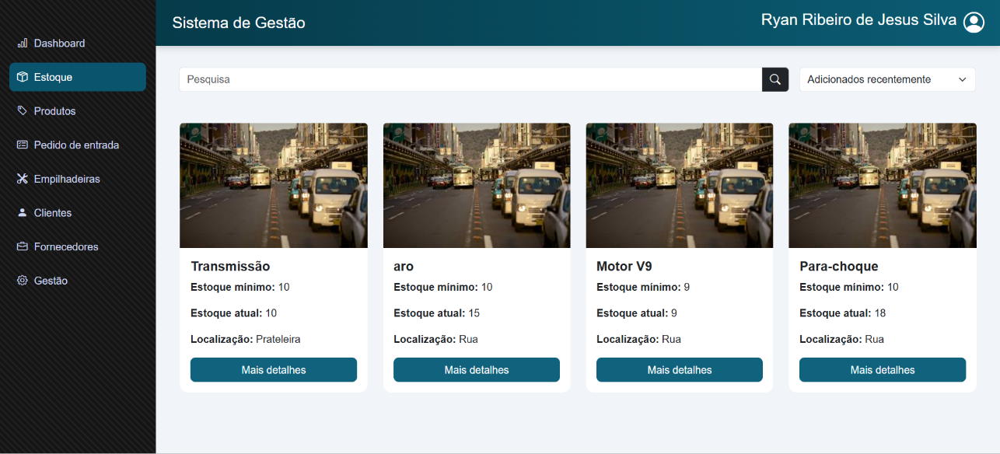 Sistema de Gestão
Ryan Ribeiro de Jesus Silva
Dashboard
Estoque
Produtos
Pedido de entrada
Empilhadeiras
Clientes
Fornecedores
Gestão
Pesquisa
Adicionados recentemente
Transmissão
Estoque mínimo: 10
Estoque atual: 10
Localização: Prateleira
Mais detalhes
aro
Estoque mínimo: 10
Estoque atual: 15
Localização: Rua
Mais detalhes
Motor V9
Estoque mínimo: 9
Estoque atual: 9
Localização: Rua
Mais detalhes
Para-choque
Estoque mínimo: 10
Estoque atual: 18
Localização: Rua
Mais detalhes